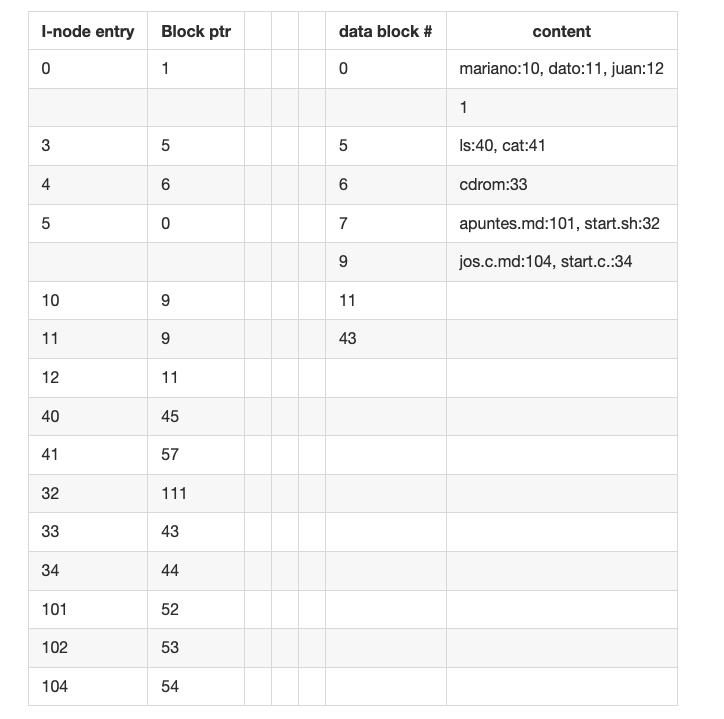 I-node entry Block ptr data block # content
0 1 0 mariano:10, dato:11, juan:12
1
3 5 5 ls:40, cat:41
4 6 6 cdrom:33
5 0 7 apuntes.md:101, start.sh:32
9 jos.c.md:104, start.c.:34
10 9 11
11 9 43
12 11
40 45
41 57
32 111
33 43
34 44
101 52
102 53
104 54